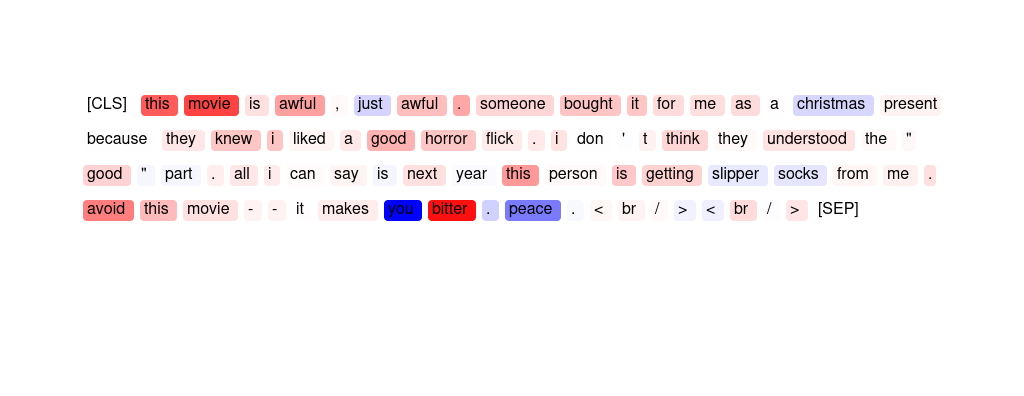 [CLS] this movie is awful , just awful . someone bought it for me as a christmas present
because they knew i liked a good horror flick . i don ' t think they understood the "
good " part . all i can say is next year this person is getting slipper socks from me .
avoid this movie - - it makes you bitter . peace . < br / > < br / > [SEP]